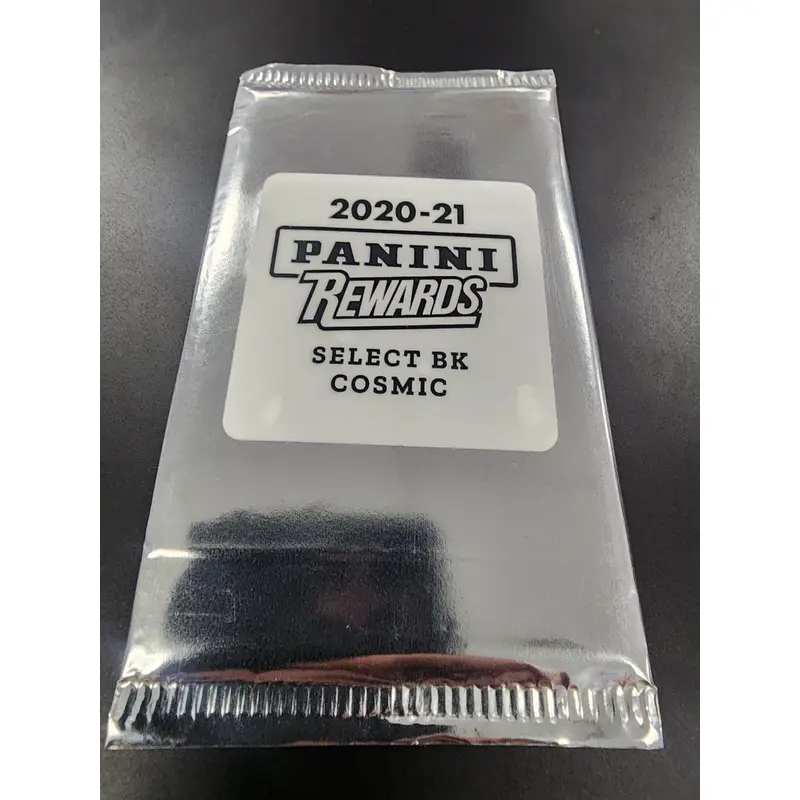 2020-21
PANINI
REWARDS
SELECT BK
COSMIC